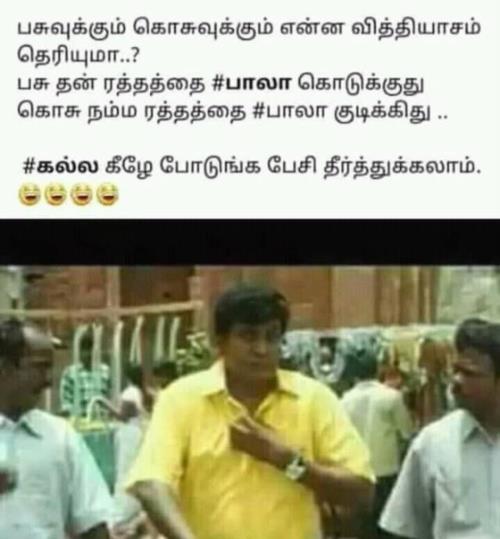 பசுவுக்கும் கொசுவுக்கும் என்ன வித்தியாசம்
தெரியுமா..?
பசு தன் ரத்தத்தை #பாலா கொடுக்குது
கொசு நம்ம ரத்தத்தை #பாலா குடிக்கிது ..
#கல்ல கீழே போடுங்க பேசி தீர்த்துக்கலாம்.
😂😂😂😂